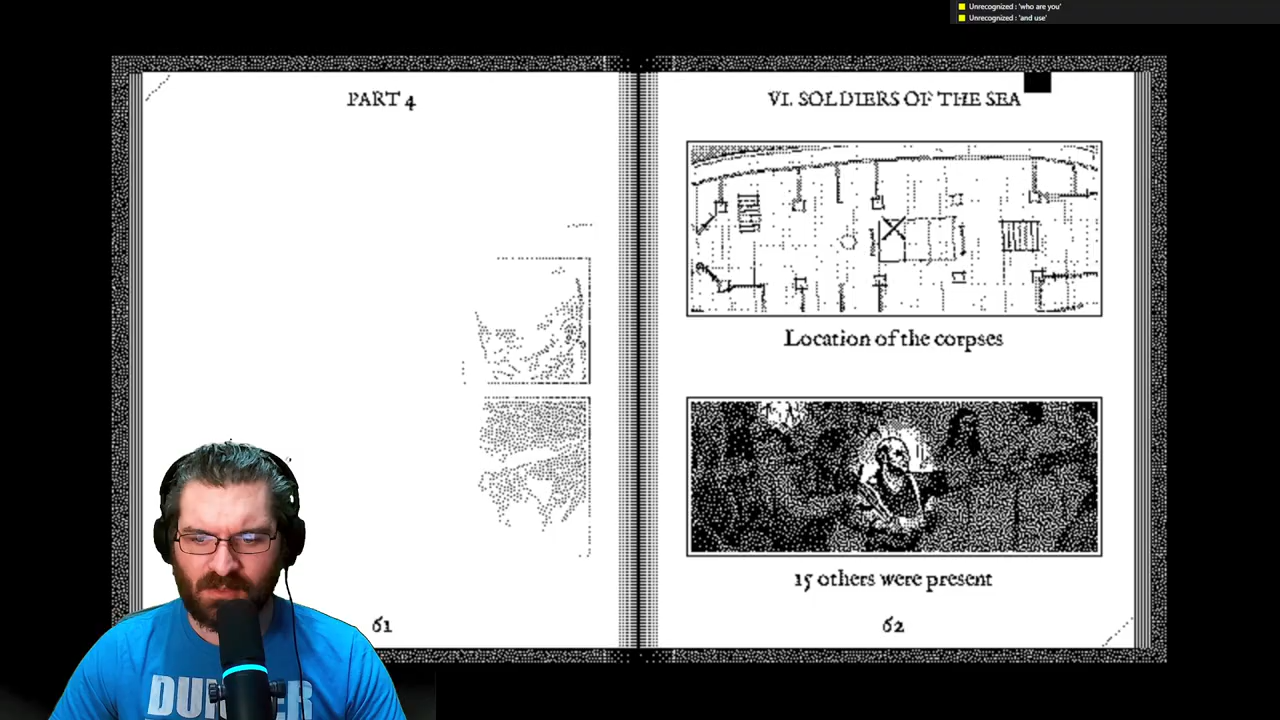 Unrecognized : 'who are you'
Unrecognized : 'and use'
PART 4
VI. SOLDIERS OF THE SEA
Location of the corpses
15 others were present
61
62